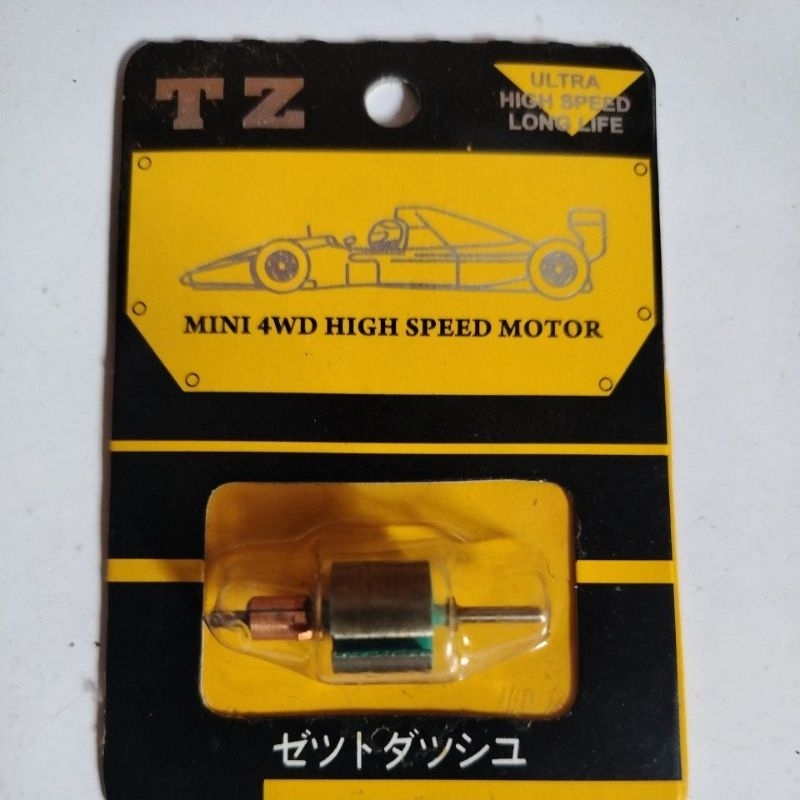 TZ
ULTRA
HIGH SPEED
LONG LIFE
MINI 4WD HIGH SPEED MOTOR
ゼツトダツシユ